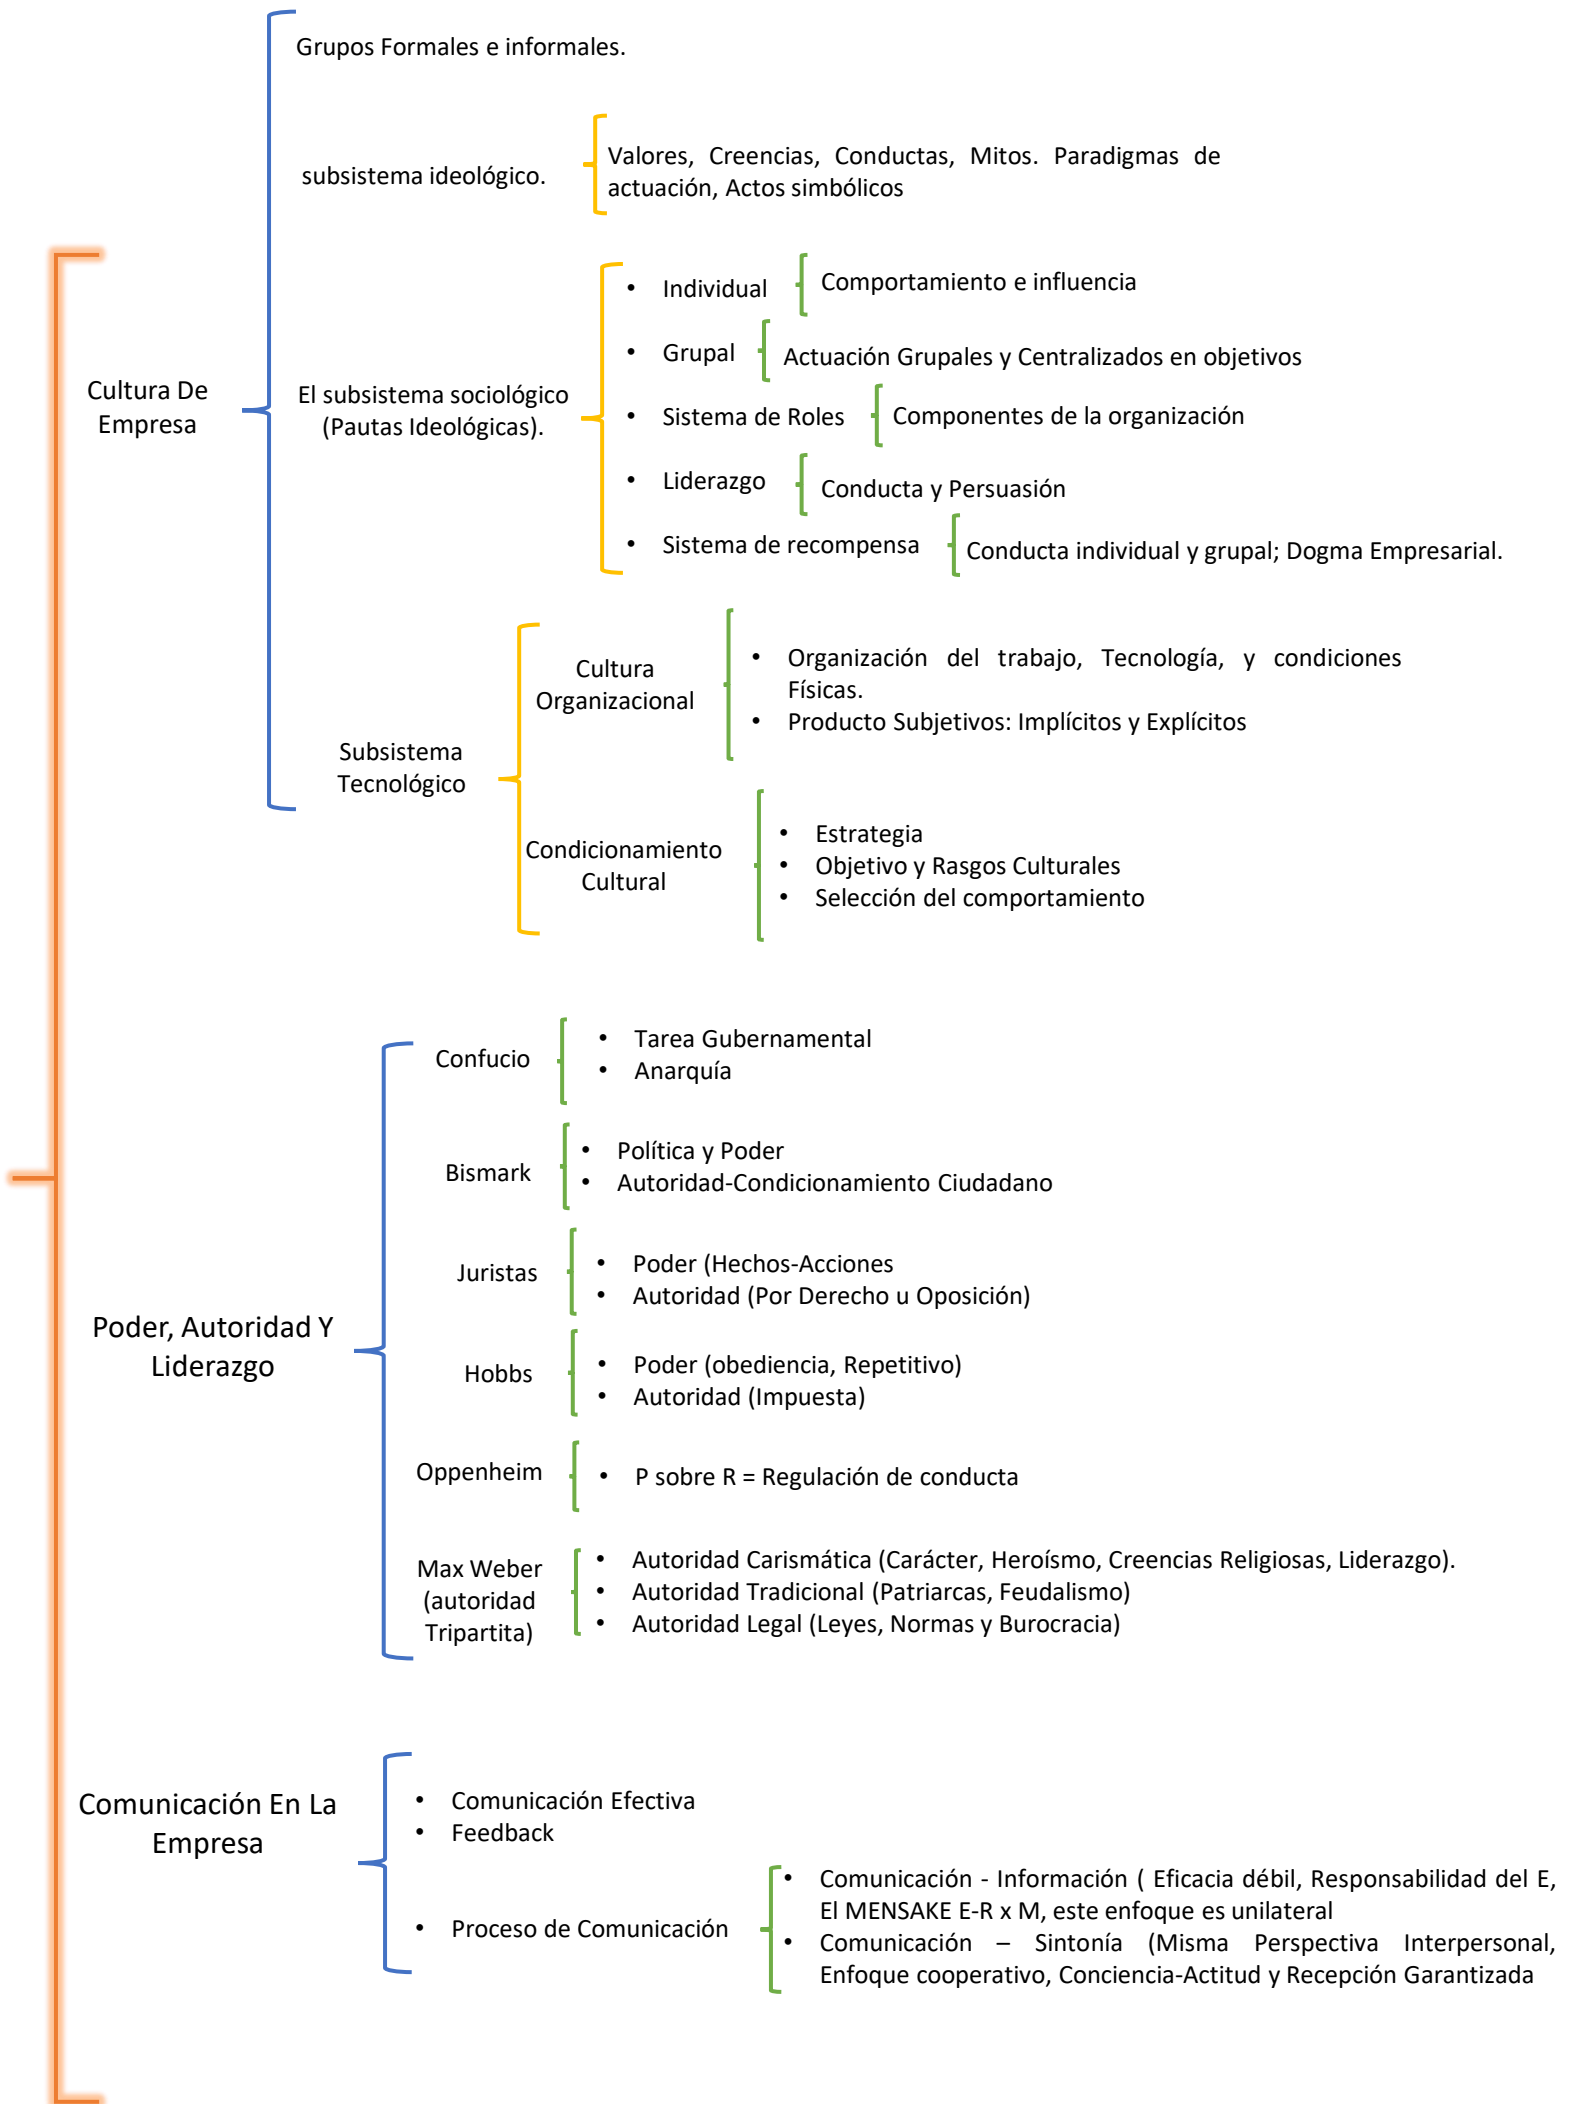 Grupos Formales e informales.
subsistema ideológico.
Valores, Creencias, Conductas, Mitos. Paradigmas de
actuación, Actos simbólicos
Cultura De
Empresa
El subsistema sociológico
(Pautas Ideológicas).
• Individual
Comportamiento e influencia
• Grupal
Actuación Grupales y Centralizados en objetivos
• Sistema de Roles
Componentes de la organización
• Liderazgo
Conducta y Persuasión
• Sistema de recompensa
Conducta individual y grupal; Dogma Empresarial.
Subsistema
Tecnológico
Cultura
Organizacional
• Organización del trabajo, Tecnología, y condiciones
Físicas.
• Producto Subjetivos: Implícitos y Explícitos
Condicionamiento
Cultural
• Estrategia
• Objetivo y Rasgos Culturales
• Selección del comportamiento
Poder, Autoridad Y
Liderazgo
Confucio
• Tarea Gubernamental
• Anarquía
Bismark
• Política y Poder
• Autoridad-Condicionamiento Ciudadano
Juristas
• Poder (Hechos-Acciones
• Autoridad (Por Derecho u Oposición)
Hobbs
• Poder (obediencia, Repetitivo)
• Autoridad (Impuesta)
Oppenheim
• P sobre R = Regulación de conducta
Max Weber
(autoridad
Tripartita)
• Autoridad Carismática (Carácter, Heroísmo, Creencias Religiosas, Liderazgo).
• Autoridad Tradicional (Patriarcas, Feudalismo)
• Autoridad Legal (Leyes, Normas y Burocracia)
Comunicación En La
Empresa
• Comunicación Efectiva
• Feedback
• Proceso de Comunicación
• Comunicación - Información ( Eficacia débil, Responsabilidad del E,
El MENSAKE E-R x M, este enfoque es unilateral
• Comunicación – Sintonía (Misma Perspectiva Interpersonal,
Enfoque cooperativo, Conciencia-Actitud y Recepción Garantizada